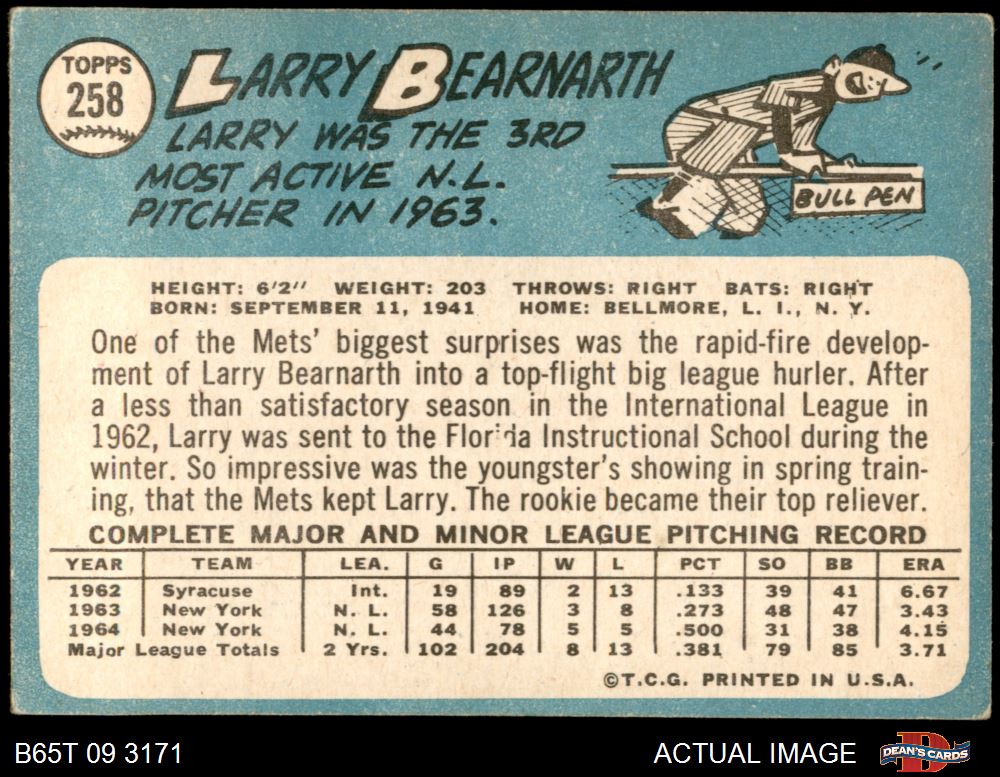 TOPPS
258
LARRY BEARNARTH
LARRY WAS THE 3RD
MOST ACTIVE N.L.
PITCHER IN 1963.
BULL PEN
HEIGHT: 6'2" WEIGHT: 203 THROWS: RIGHT BATS: RIGHT
BORN: SEPTEMBER 11, 1941 HOME: BELLMORE, L. I., N. Y.
One of the Mets' biggest surprises was the rapid-fire develop-
ment of Larry Bearnarth into a top-flight big league hurler. After
a less than satisfactory season in the International League in
1962, Larry was sent to the Florida Instructional School during the
winter. So impressive was the youngster's showing in spring train-
ing, that the Mets kept Larry. The rookie became their top reliever.
COMPLETE MAJOR AND MINOR LEAGUE PITCHING RECORD
YEAR TEAM LEA. G IP W L PCT SO BB ERA
1962 Syracuse Int. 19 89 2 13 .133 39 41 6.67
1963 New York N. L. 58 126 3 8 .273 48 47 3.43
1964 New York N. L. 44 78 5 5 .500 31 38 4.15
Major League Totals 2 Yrs. 102 204 8 13 .381 79 85 3.71
©T.C.G. PRINTED IN U.S.A.
B65T 09 3171 ACTUAL IMAGE DEAN'S CARDS